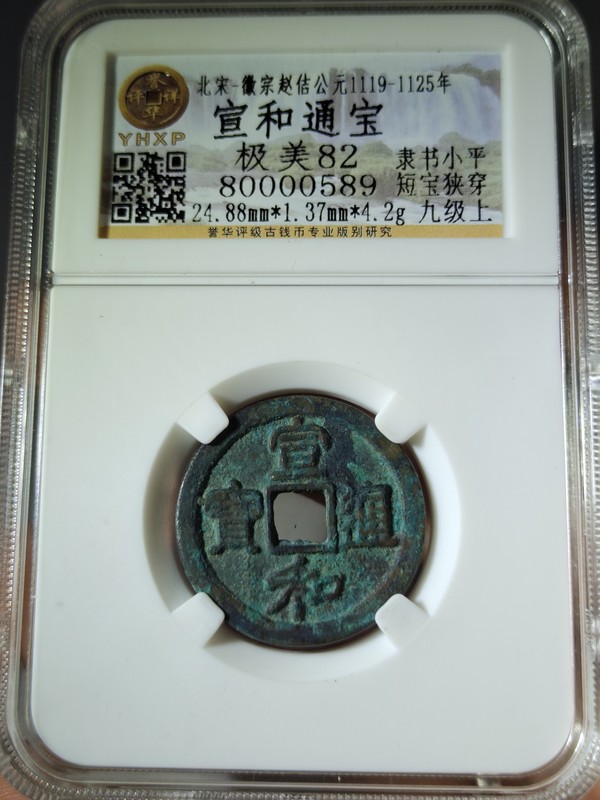 北宋-徽宗赵佶公元1119-1125年
宣和通宝
YHXP
极美82 隶书小平
80000589 短宝狭穿
24.88mm*1.37mm*4.2g 九级上
誉华评级古钱币专业版别研究
宣
寳 通
和